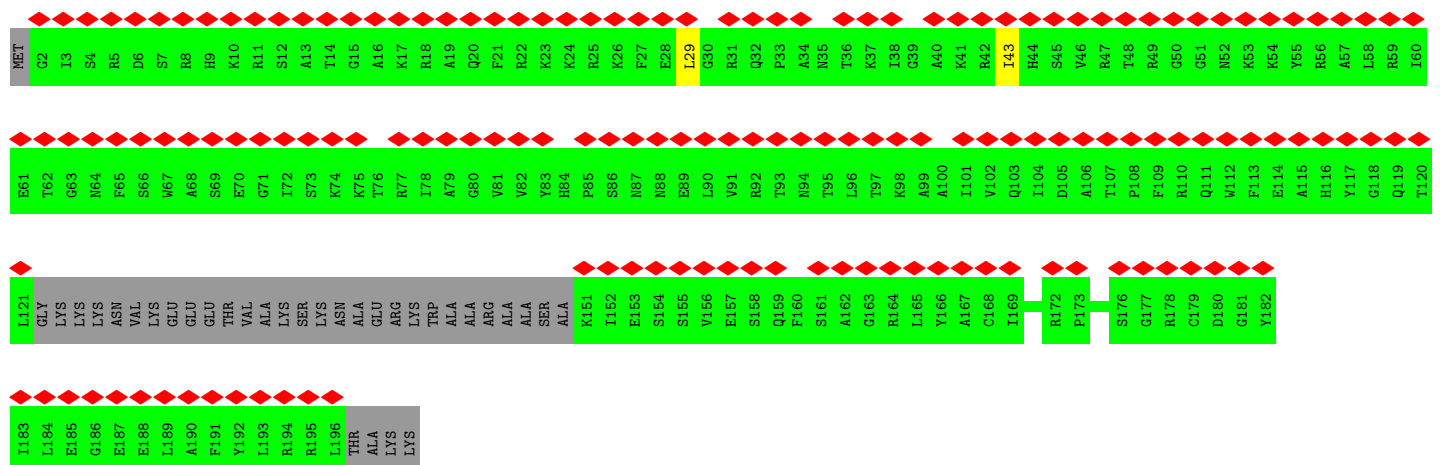 MET G2 I3 S4 R5 D6 S7 R8 H9 K10 R11 S12 A13 T14 G15 A16 K17 R18 A19 Q20 F21 R22 K23 K24 R25 K26 F27 E28 L29 G30 R31 Q32 P33 A34 N35 T36 K37 I38 G39 A40 K41 R42 I43 H44 S45 V46 R47 T48 R49 G50 G51 N52 K53 K54 Y55 R56 A57 L58 R59 I60
E61 T62 G63 N64 F65 S66 W67 A68 S69 E70 G71 I72 S73 K74 K75 T76 R77 I78 A79 G80 V81 V82 Y83 H84 P85 S86 N87 N88 E89 L90 V91 R92 T93 N94 T95 L96 T97 K98 A99 A100 I101 V102 Q103 I104 D105 A106 T107 P108 F109 R110 Q111 W112 F113 E114 A115 H116 Y117 G118 Q119 T120
L121 GLY LYS LYS LYS ASN VAL LYS GLU GLU GLU THR VAL ALA LYS SER LYS ASN ALA GLU ARG LYS TRP ALA ALA ARG ALA ALA SER ALA K151 I152 E153 S154 S155 V156 E157 S158 Q159 F160 S161 A162 G163 R164 L165 Y166 A167 C168 I169 R172 P173 S176 G177 R178 C179 D180 G181 Y182
I183 L184 E185 G186 E187 E188 L189 A190 F191 Y192 L193 R194 R195 L196 THR ALA LYS LYS